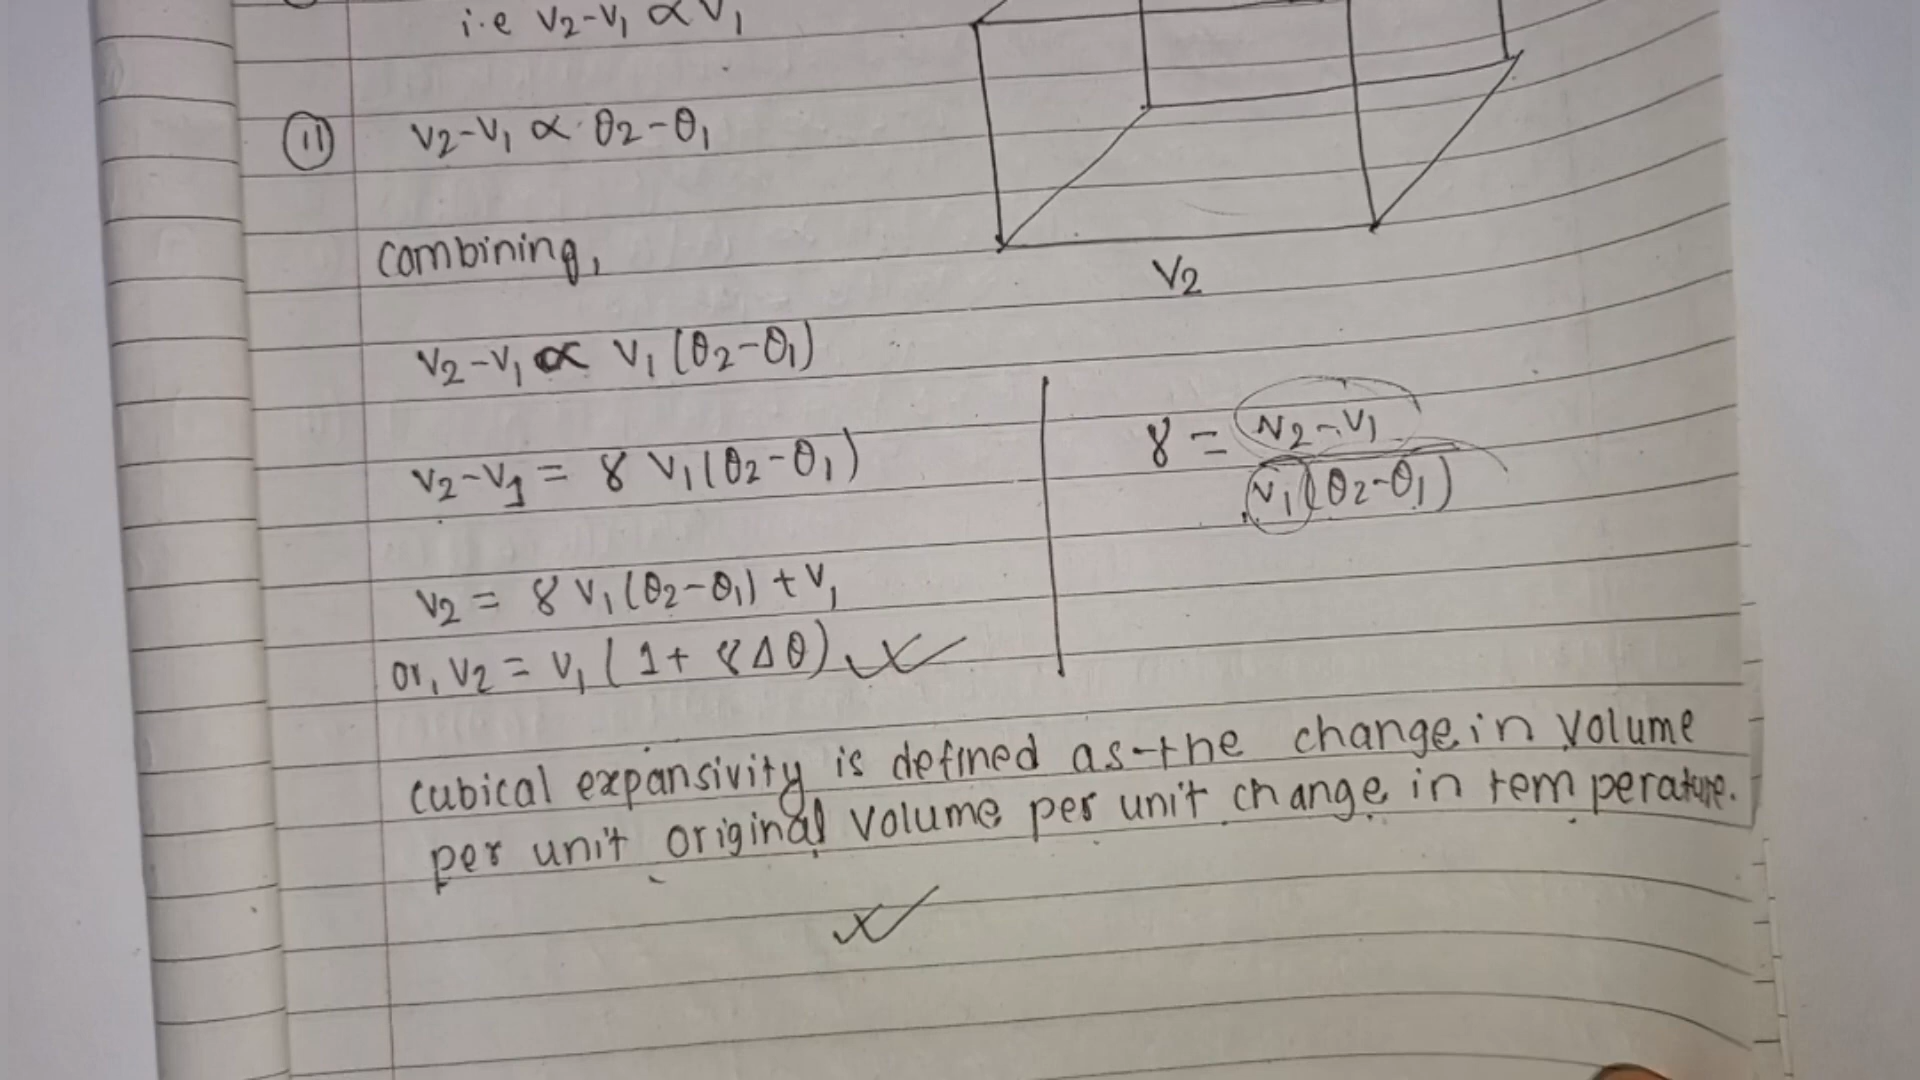 i.e V₂-V₁ ∝ V₁
(ii) V₂-V₁ ∝ θ₂-θ₁
combining,
V₂
V₂-V₁ ∝ V₁ (θ₂-θ₁)
V₂-V₁ = γ V₁(θ₂-θ₁)
γ = V₂-V₁ / V₁(θ₂-θ₁)
V₂ = γ V₁(θ₂-θ₁) + V₁
or, V₂ = V₁ (1 + γΔθ)
cubical expansivity is defined as the change in volume
per unit original volume per unit change in temperature.